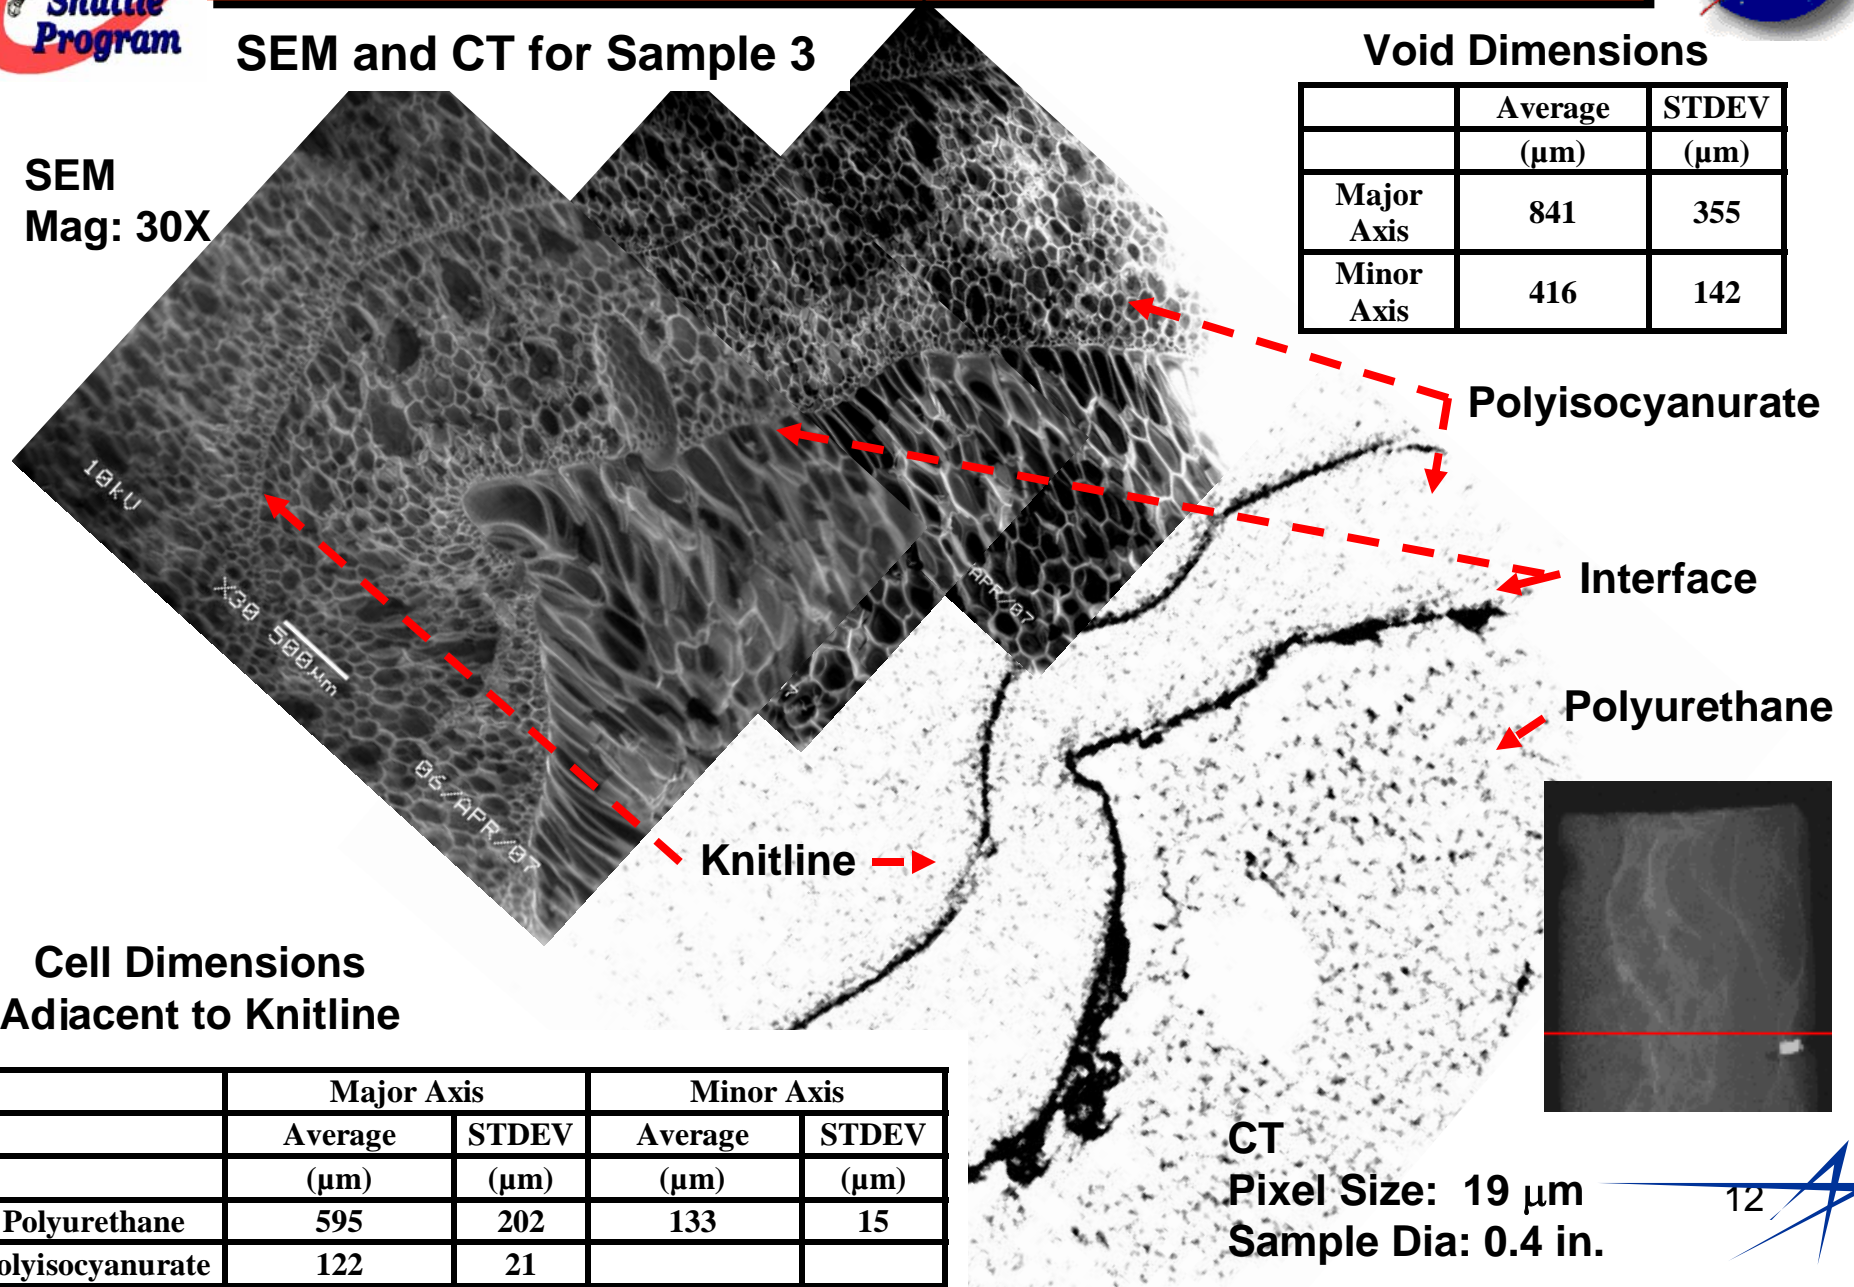 Shuttle
Program
SEM and CT for Sample 3
SEM
Mag: 30X
Void Dimensions
Average STDEV
(µm) (µm)
Major Axis 841 355
Minor Axis 416 142
Polyisocyanurate
Interface
Polyurethane
Knitline
10kV
X30 500µm
06/APR/07
APR/07
17
Cell Dimensions
Adjacent to Knitline
Major Axis Minor Axis
Average STDEV Average STDEV
(µm) (µm) (µm) (µm)
Polyurethane 595 202 133 15
olyisocyanurate 122 21
CT
Pixel Size: 19 µm
Sample Dia: 0.4 in.
12